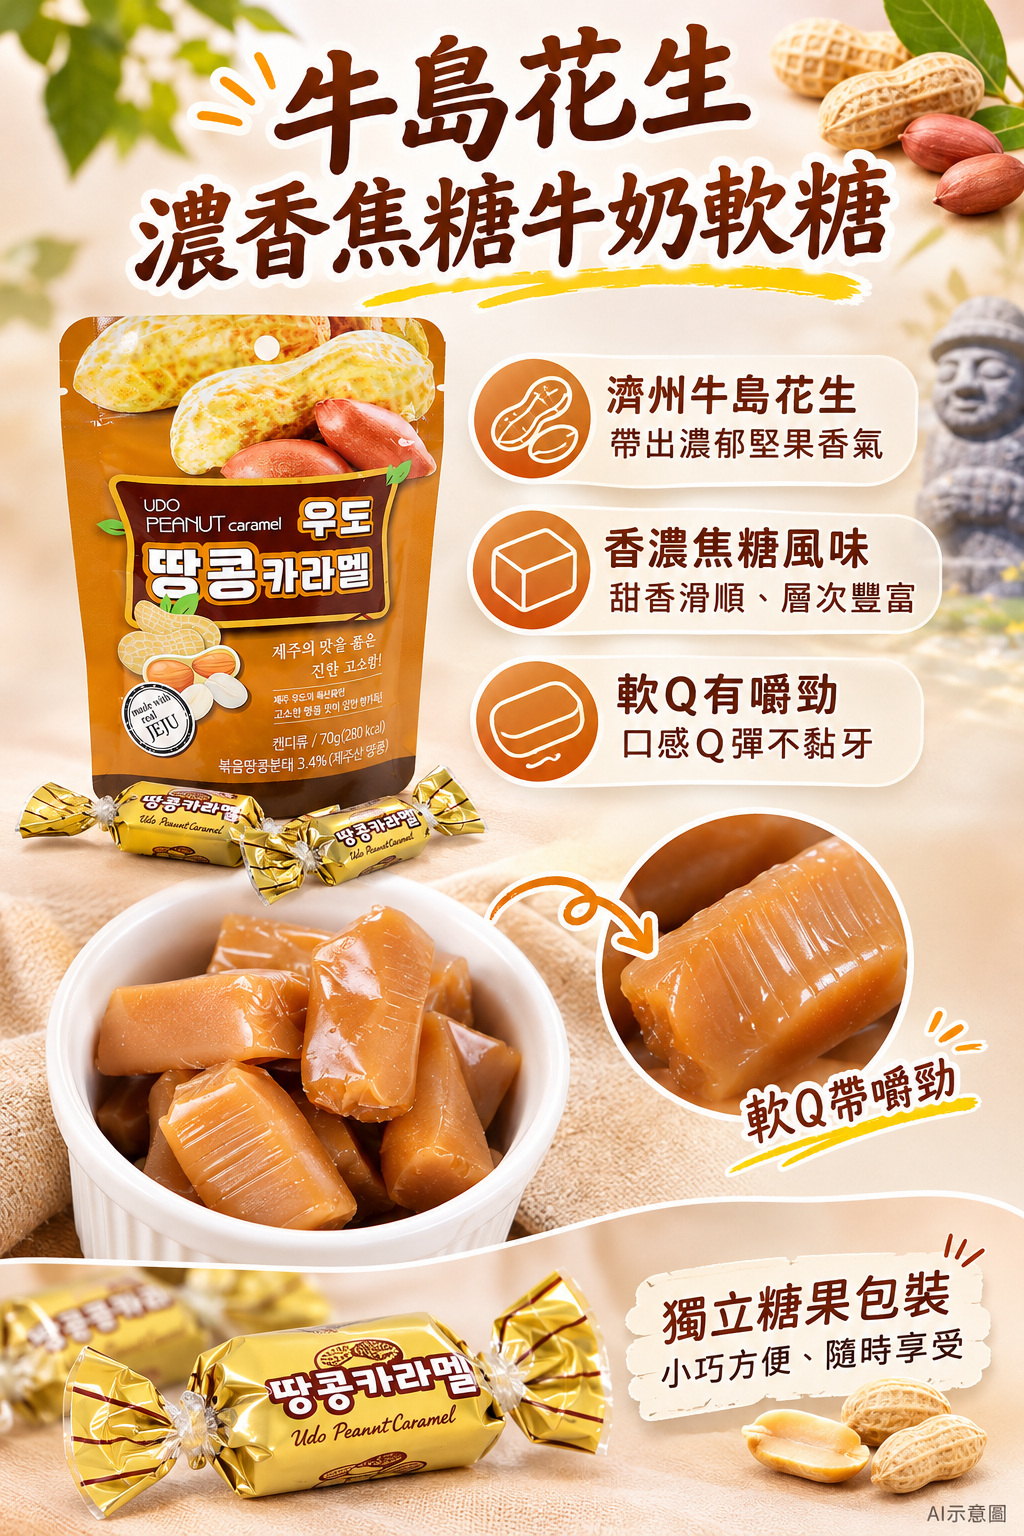 牛島花生
濃香焦糖牛奶軟糖
UDO
PEANUT caramel 우도
땅콩카라멜
제주의 맛을 품은
진한 고소함!
made with
real
JEJU
캔디류 / 70g(280 kcal)
볶음땅콩분태 3.4%(제주산 땅콩)
濟州牛島花生
帶出濃郁堅果香氣
香濃焦糖風味
甜香滑順、層次豐富
軟Q有嚼勁
口感Q彈不黏牙
땅콩카라멜
Udo Peanut Caramel
땅콩카라멜
Udo Peanut Caramel
軟Q帶嚼勁
獨立糖果包裝
小巧方便、隨時享受
땅콩카라멜
Udo Peannt Caramel
AI示意圖